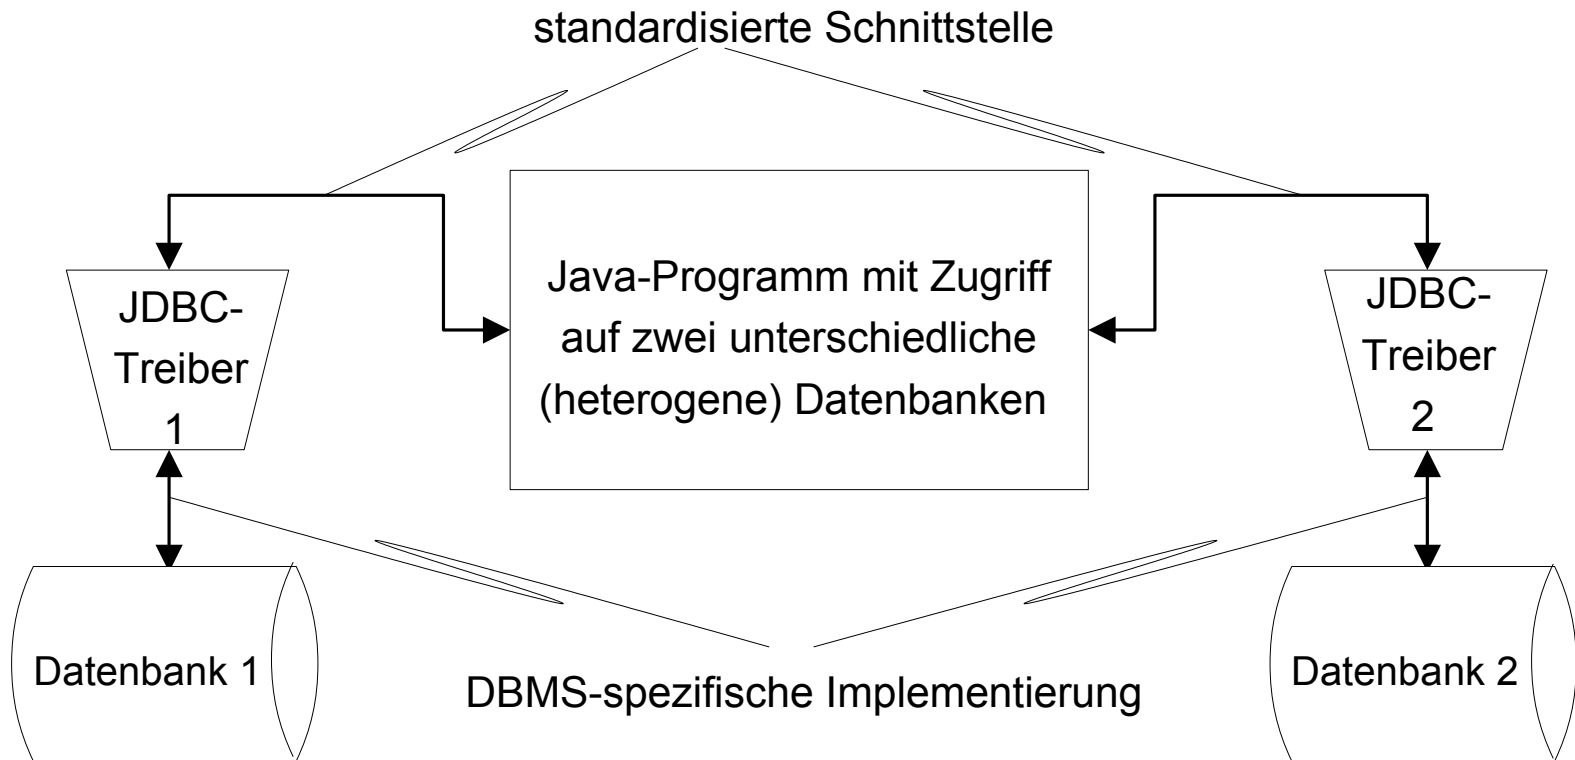 standardisierte Schnittstelle
JDBC-
Treiber
1
Java-Programm mit Zugriff
auf zwei unterschiedliche
(heterogene) Datenbanken
JDBC-
Treiber
2
Datenbank 1
DBMS-spezifische Implementierung
Datenbank 2